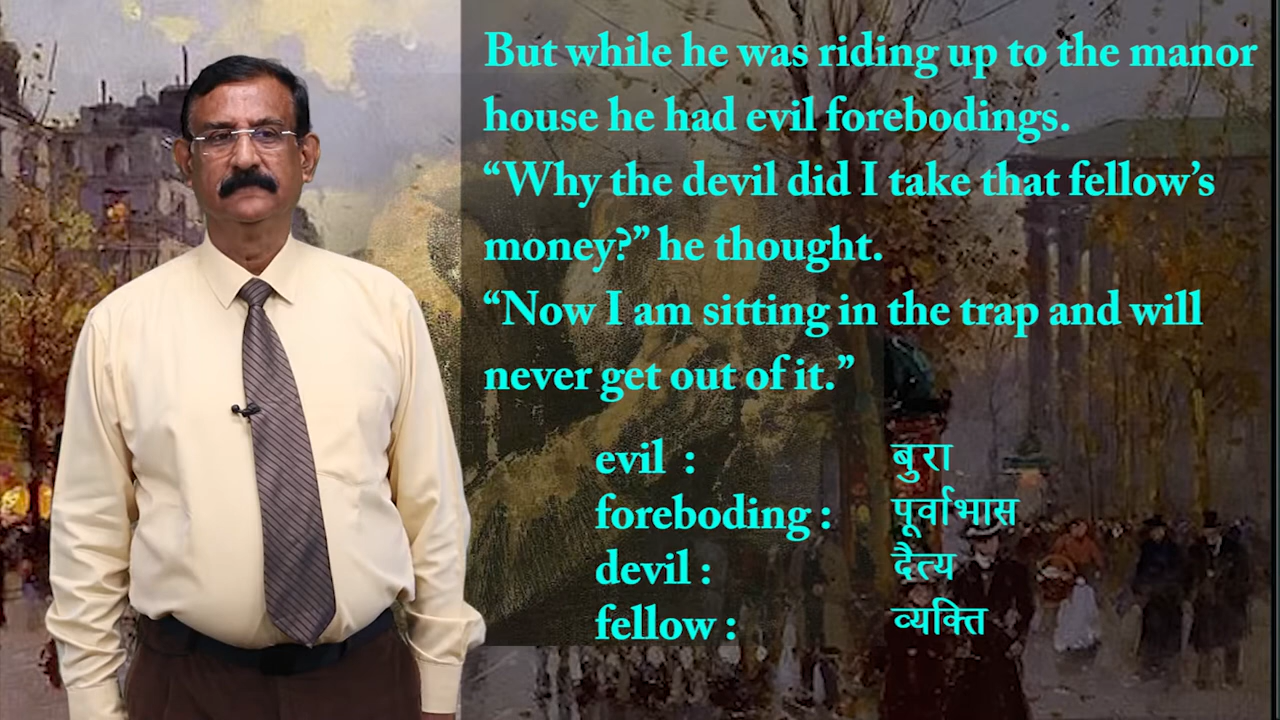 But while he was riding up to the manor
house he had evil forebodings.
“Why the devil did I take that fellow’s
money?” he thought.
“Now I am sitting in the trap and will
never get out of it.”
evil : बुरा
foreboding : पूर्वाभास
devil : दैत्य
fellow : व्यक्ति